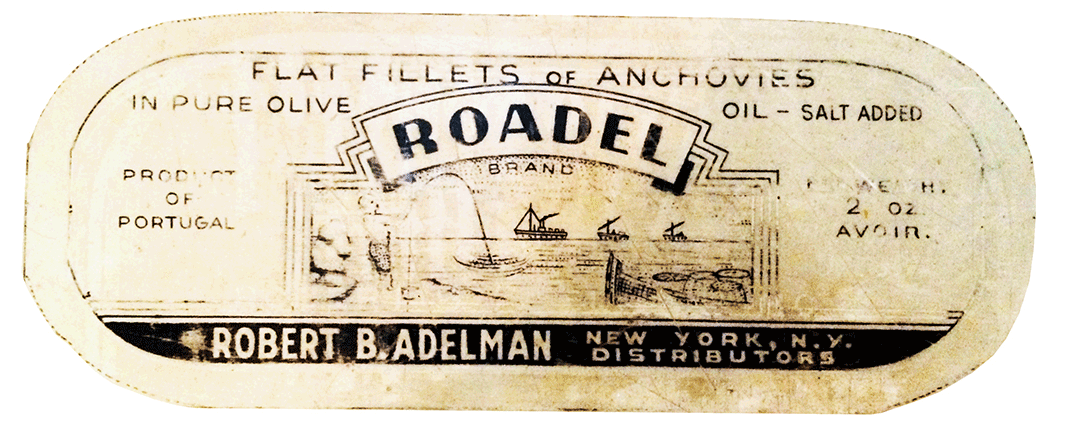 FLAT FILLETS OF ANCHOVIES
IN PURE OLIVE OIL – SALT ADDED
ROADEL
BRAND
PRODUCT
OF
PORTUGAL
2 OZ.
AVOIR.
ROBERT B. ADELMAN NEW YORK, N.Y.
DISTRIBUTORS